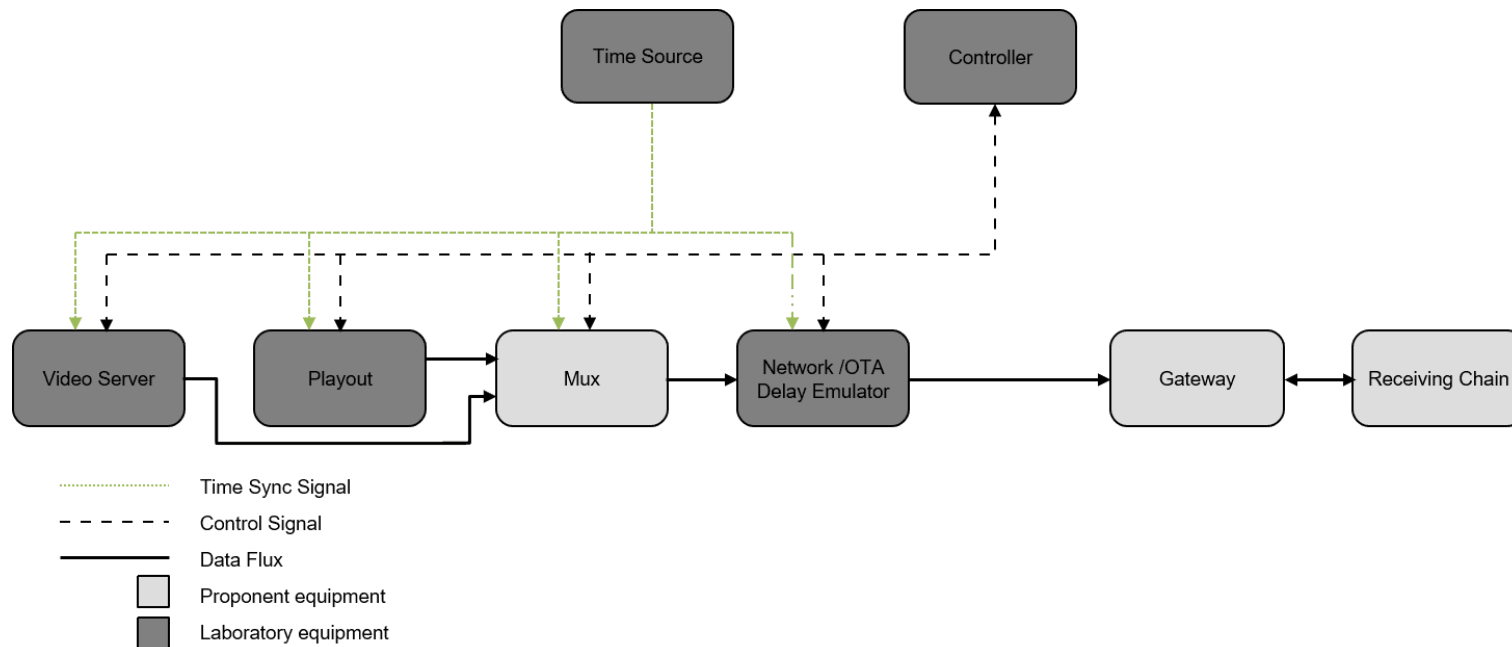 Time Source
Controller
Video Server
Playout
Mux
Network /OTA
Delay Emulator
Gateway
Receiving Chain
Time Sync Signal
Control Signal
Data Flux
Proponent equipment
Laboratory equipment